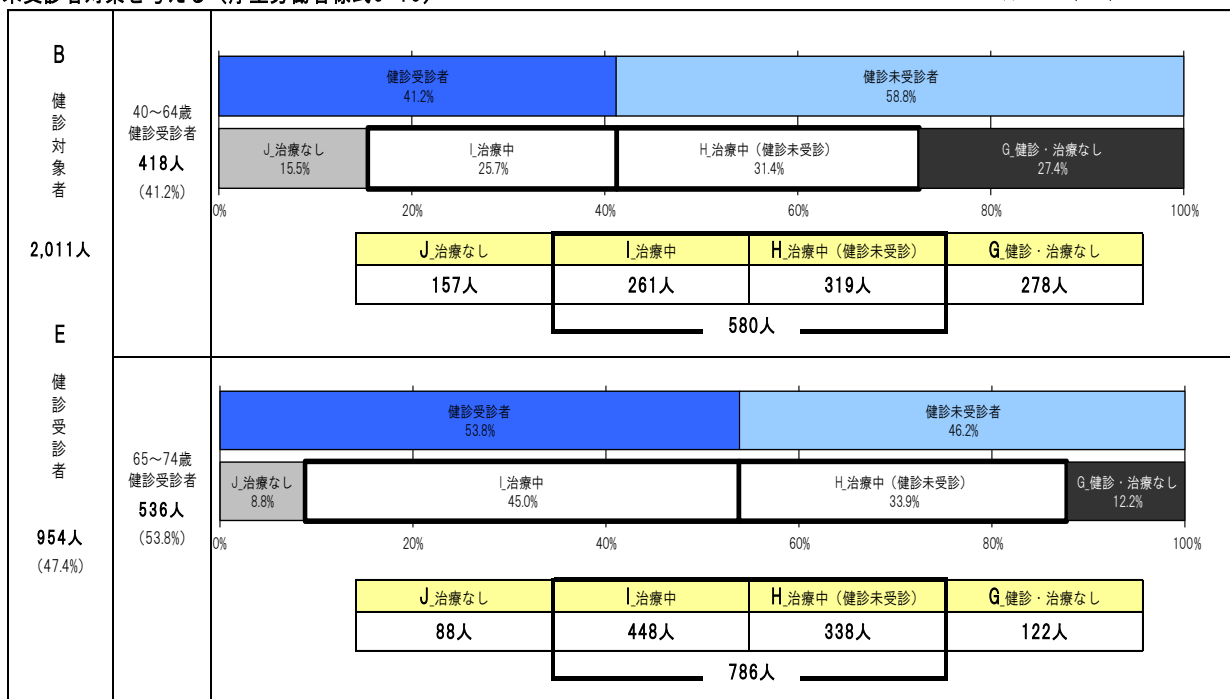 B
健診対象者
2,011人
E
健診受診者
954人
(47.4%)
40～64歳
健診受診者
418人
(41.2%)
健診受診者
41.2%
健診未受診者
58.8%
J_治療なし
15.5%
I_治療中
25.7%
H_治療中（健診未受診）
31.4%
G_健診・治療なし
27.4%
0% 20% 40% 60% 80% 100%
J_治療なし I_治療中 H_治療中（健診未受診） G_健診・治療なし
157人 261人 319人 278人
580人
65～74歳
健診受診者
536人
(53.8%)
健診受診者
53.8%
健診未受診者
46.2%
J_治療なし
8.8%
I_治療中
45.0%
H_治療中（健診未受診）
33.9%
G_健診・治療なし
12.2%
0% 20% 40% 60% 80% 100%
J_治療なし I_治療中 H_治療中（健診未受診） G_健診・治療なし
88人 448人 338人 122人
786人